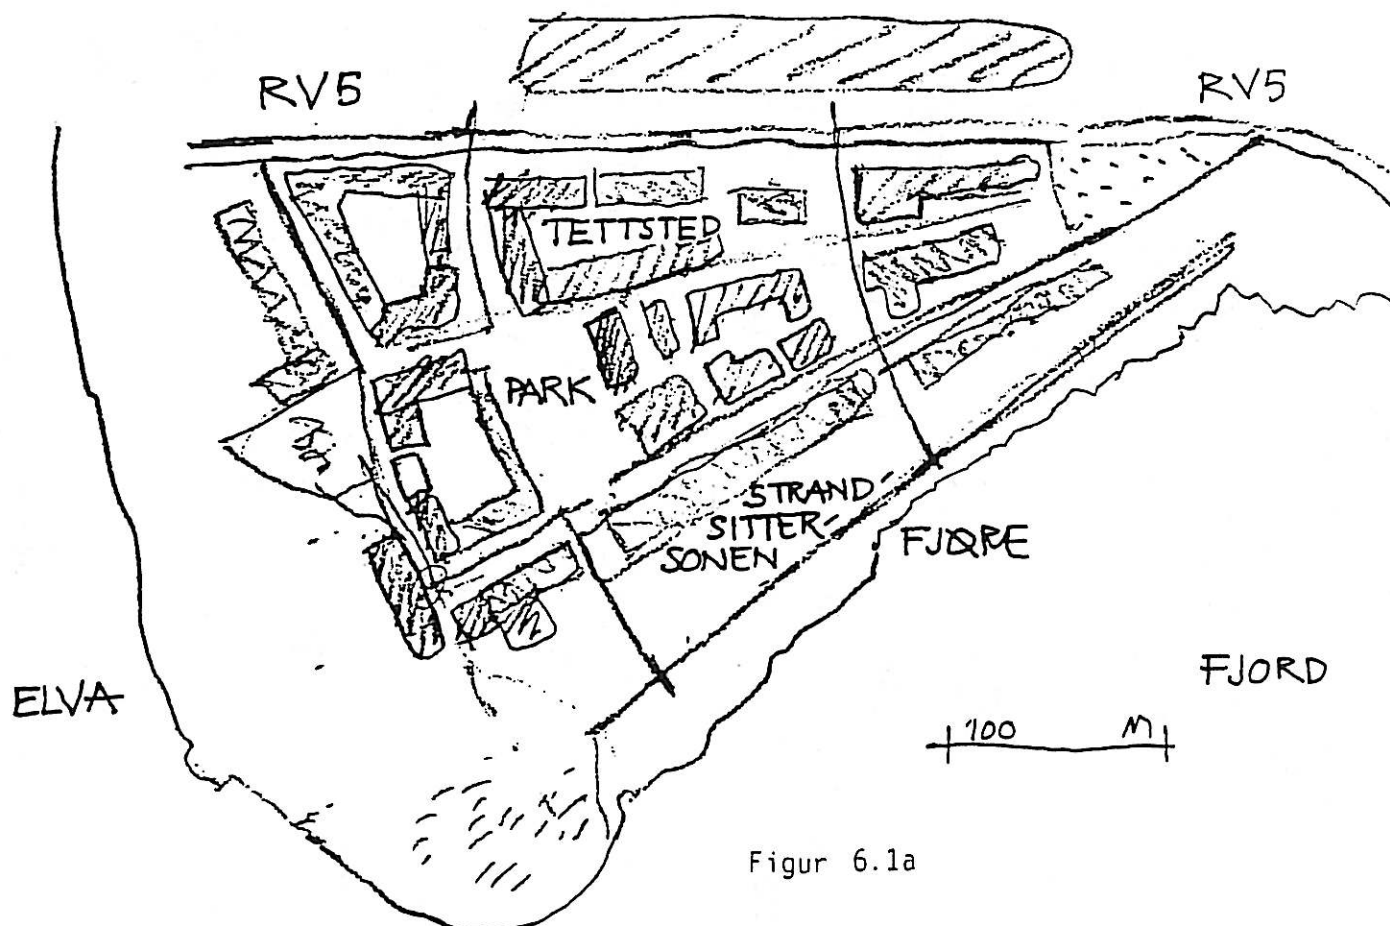 RV5
RV5
TETTSTED
PARK
STRAND
SITTER
SONEN
FJØRE
ELVA
FJORD
100 M
Figur 6.1a